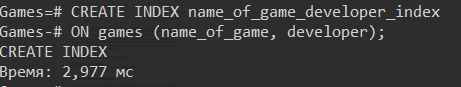 Games=# CREATE INDEX name_of_game_developer_index
Games-# ON games (name_of_game, developer);
CREATE INDEX
Время: 2,977 мс